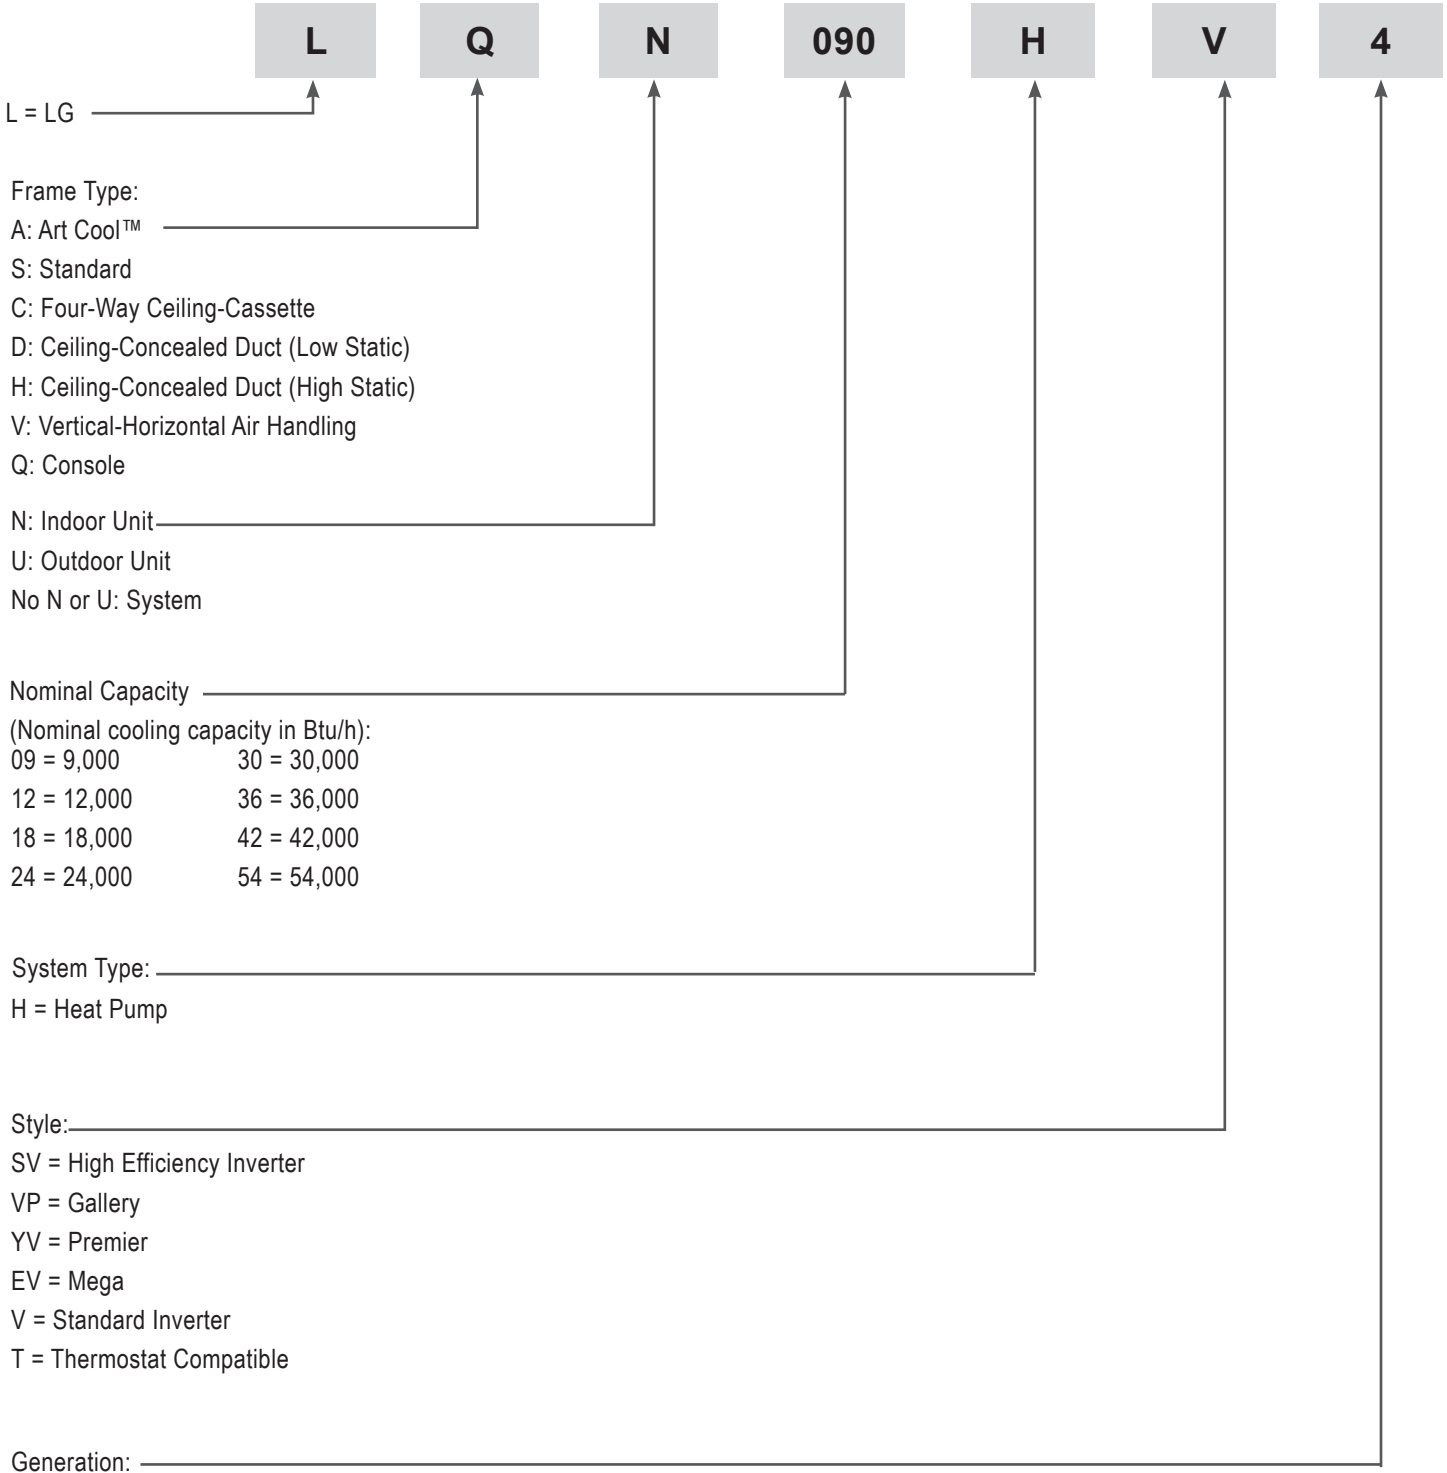 L Q N 090 H V 4
L = LG
Frame Type:
A: Art Cool™
S: Standard
C: Four-Way Ceiling-Cassette
D: Ceiling-Concealed Duct (Low Static)
H: Ceiling-Concealed Duct (High Static)
V: Vertical-Horizontal Air Handling
Q: Console
N: Indoor Unit
U: Outdoor Unit
No N or U: System
Nominal Capacity
(Nominal cooling capacity in Btu/h):
09 = 9,000 30 = 30,000
12 = 12,000 36 = 36,000
18 = 18,000 42 = 42,000
24 = 24,000 54 = 54,000
System Type:
H = Heat Pump
Style:
SV = High Efficiency Inverter
VP = Gallery
YV = Premier
EV = Mega
V = Standard Inverter
T = Thermostat Compatible
Generation: